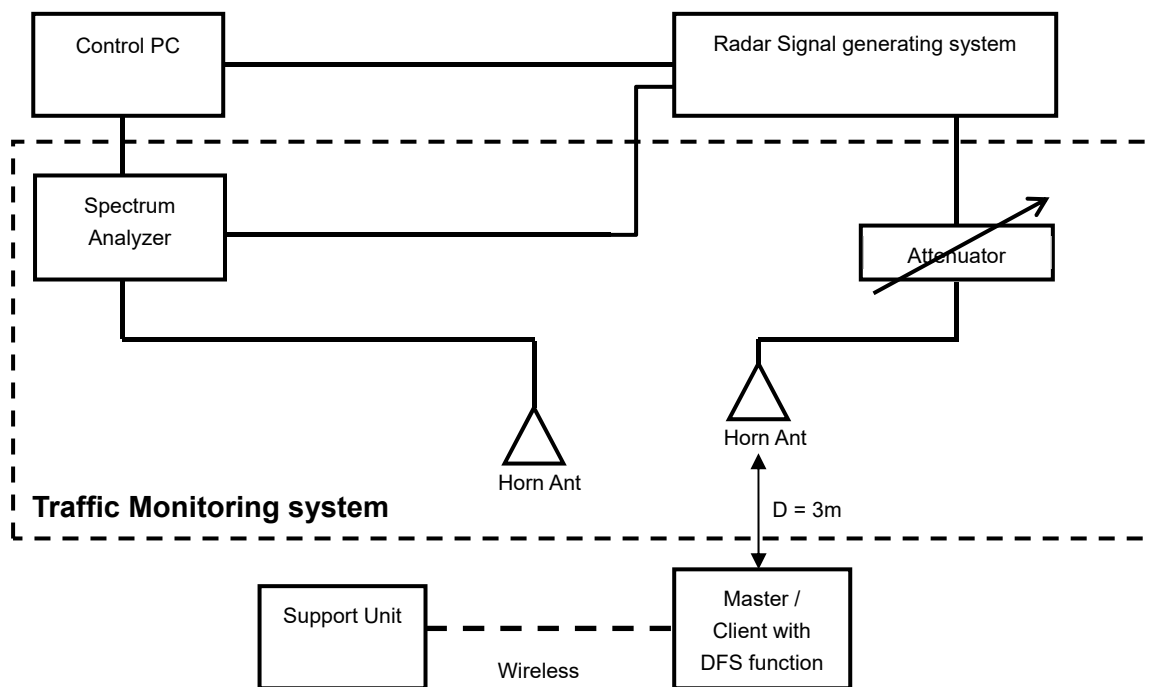 Control PC
Radar Signal generating system
Spectrum
Analyzer
Attenuator
Horn Ant
Horn Ant
Traffic Monitoring system
D = 3m
Support Unit
Wireless
Master /
Client with
DFS function